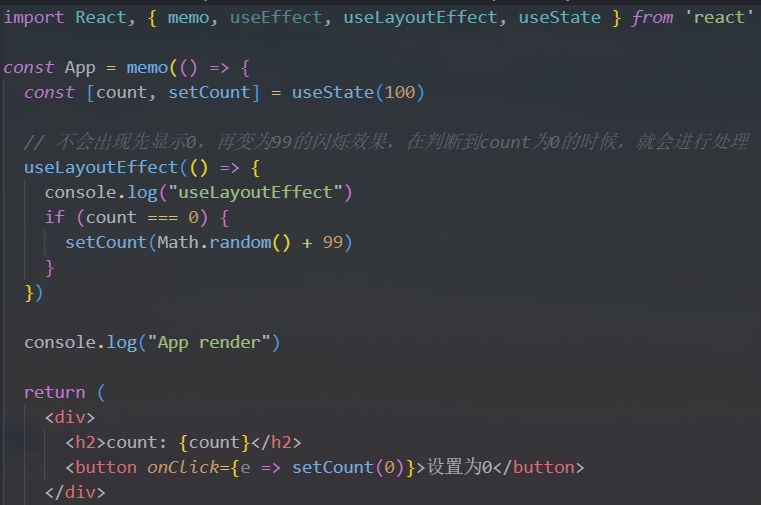 import React, { memo, useEffect, useLayoutEffect, useState } from 'react'
const App = memo(() => {
const [count, setCount] = useState(100)
// 不会出现先显示0，再变为99的闪烁效果，在判断到count为0的时候，就会进行处理
useLayoutEffect(() => {
console.log("useLayoutEffect")
if (count === 0) {
setCount(Math.random() + 99)
}
})
console.log("App render")
return (
<div>
<h2>count: {count}</h2>
<button onClick={e => setCount(0)}>设置为0</button>
</div>